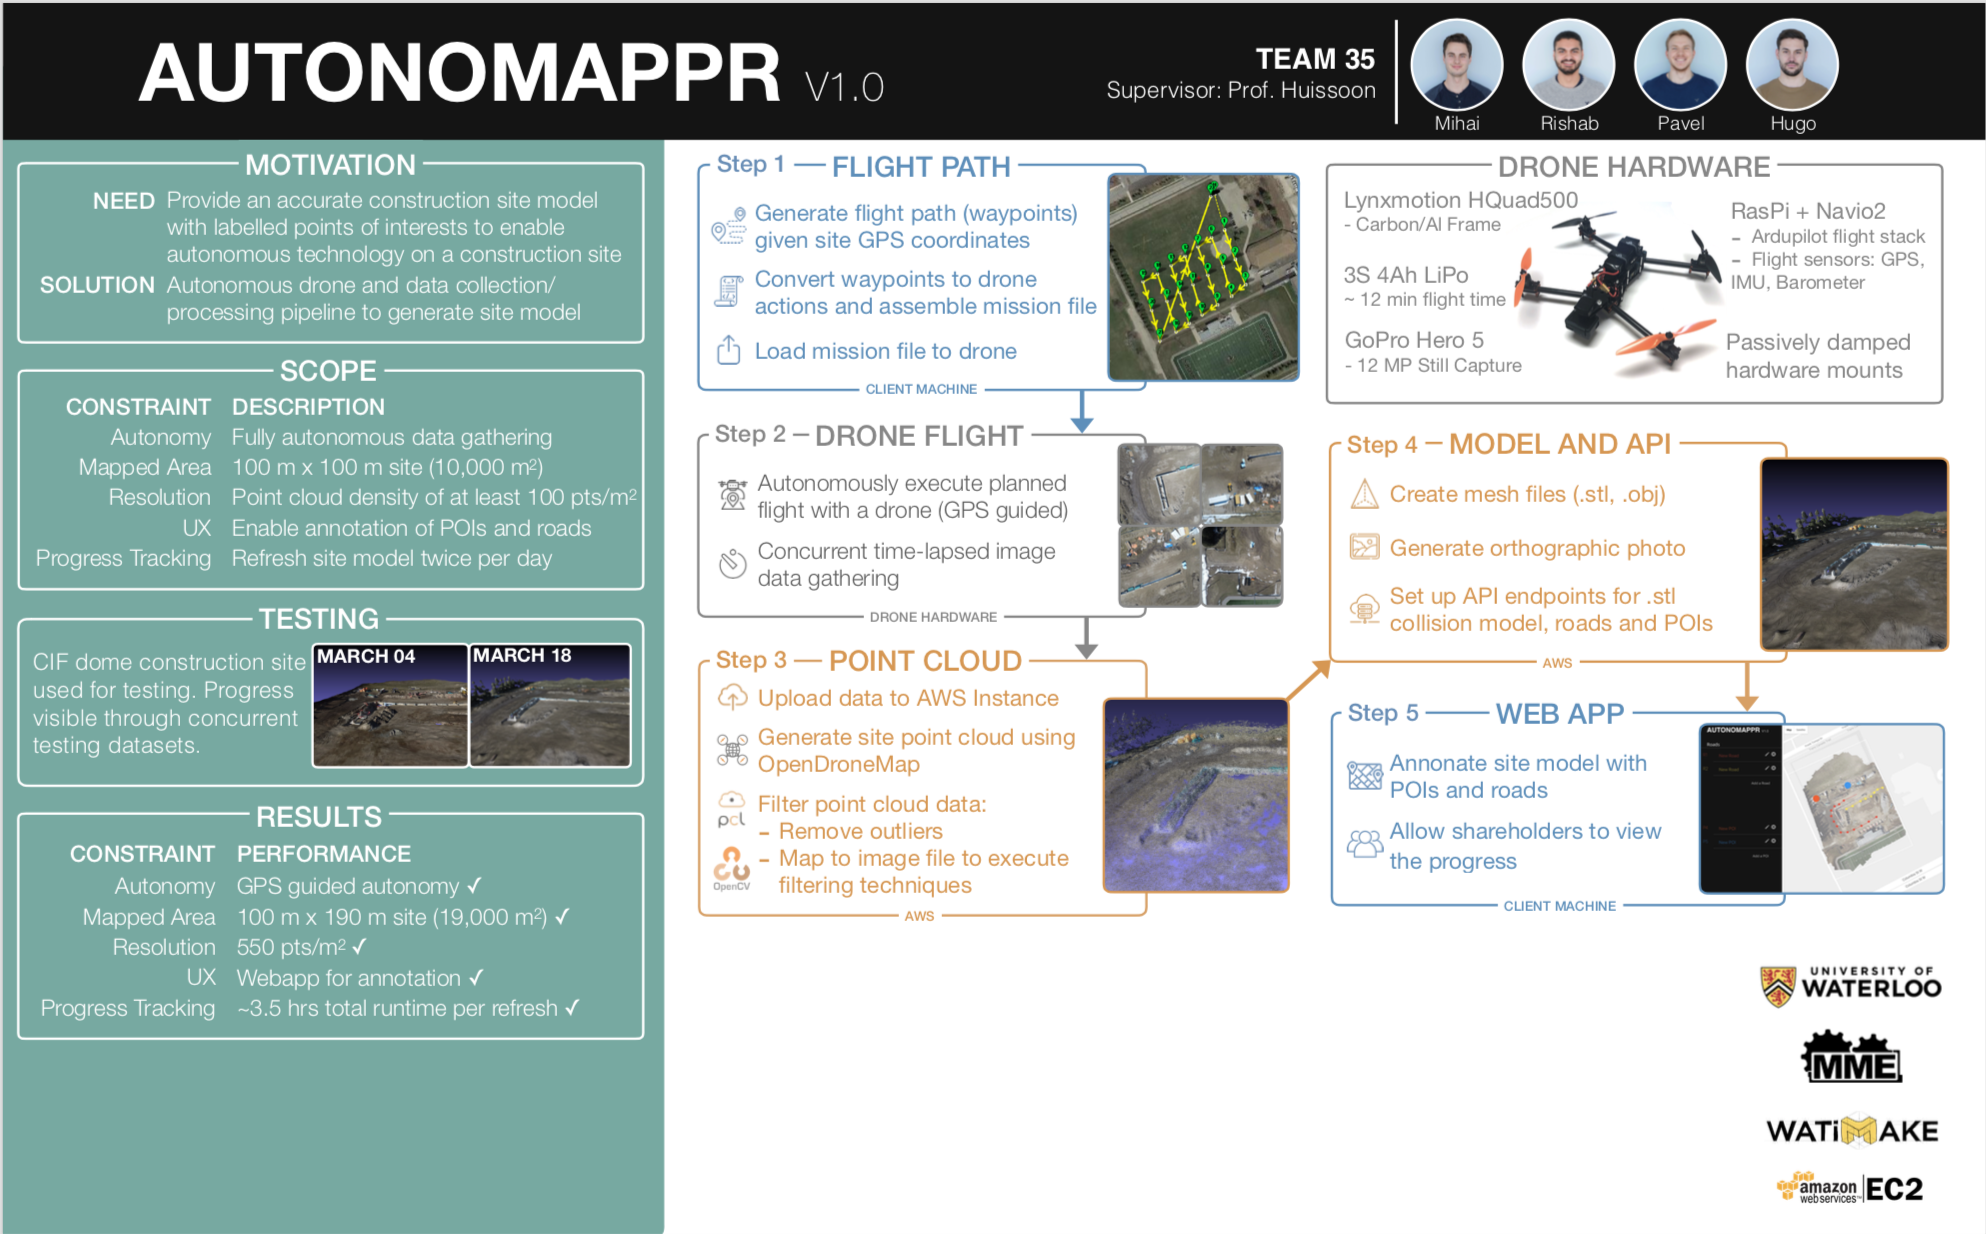 AUTONOMAPPR V1.0
TEAM 35
Supervisor: Prof. Huissoon
Mihai
Rishab
Pavel
Hugo
MOTIVATION
NEED Provide an accurate construction site model
with labelled points of interests to enable
autonomous technology on a construction site
SOLUTION Autonomous drone and data collection/
processing pipeline to generate site model
SCOPE
CONSTRAINT DESCRIPTION
Autonomy Fully autonomous data gathering
Mapped Area 100 m x 100 m site (10,000 m²)
Resolution Point cloud density of at least 100 pts/m²
UX Enable annotation of POIs and roads
Progress Tracking Refresh site model twice per day
TESTING
CIF dome construction site
used for testing. Progress
visible through concurrent
testing datasets.
MARCH 04
MARCH 18
RESULTS
CONSTRAINT PERFORMANCE
Autonomy GPS guided autonomy ✓
Mapped Area 100 m x 190 m site (19,000 m²) ✓
Resolution 550 pts/m² ✓
UX Webapp for annotation ✓
Progress Tracking ~3.5 hrs total runtime per refresh ✓
Step 1 FLIGHT PATH
Generate flight path (waypoints)
given site GPS coordinates
Convert waypoints to drone
actions and assemble mission file
Load mission file to drone
CLIENT MACHINE
Step 2 DRONE FLIGHT
Autonomously execute planned
flight with a drone (GPS guided)
Concurrent time-lapsed image
data gathering
DRONE HARDWARE
Step 3 POINT CLOUD
Upload data to AWS Instance
Generate site point cloud using
OpenDroneMap
pcl
Filter point cloud data:
– Remove outliers
– Map to image file to execute
filtering techniques
OpenCV
AWS
DRONE HARDWARE
Lynxmotion HQuad500
- Carbon/Al Frame
3S 4Ah LiPo
~ 12 min flight time
GoPro Hero 5
- 12 MP Still Capture
RasPi + Navio2
– Ardupilot flight stack
– Flight sensors: GPS,
IMU, Barometer
Passively damped
hardware mounts
Step 4 MODEL AND API
Create mesh files (.stl, .obj)
Generate orthographic photo
Set up API endpoints for .stl
collision model, roads and POIs
AWS
Step 5 WEB APP
Annonate site model with
POIs and roads
Allow shareholders to view
the progress
AUTONOMAPPR
Roads
CLIENT MACHINE
UNIVERSITY OF
WATERLOO
MME
WATiMAKE
amazon
webservices™
EC2